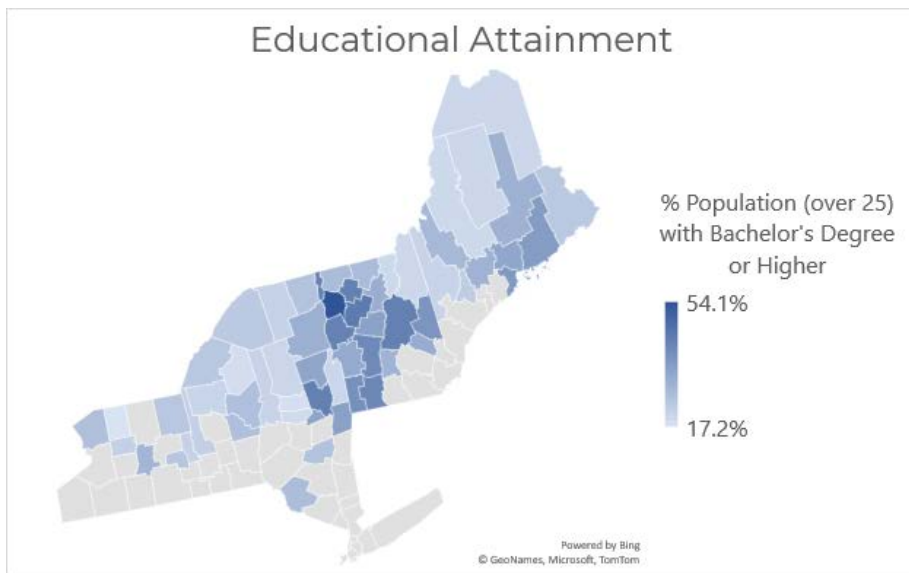 Educational Attainment
% Population (over 25)
with Bachelor's Degree
or Higher
54.1%
17.2%
Powered by Bing
© GeoNames, Microsoft, TomTom